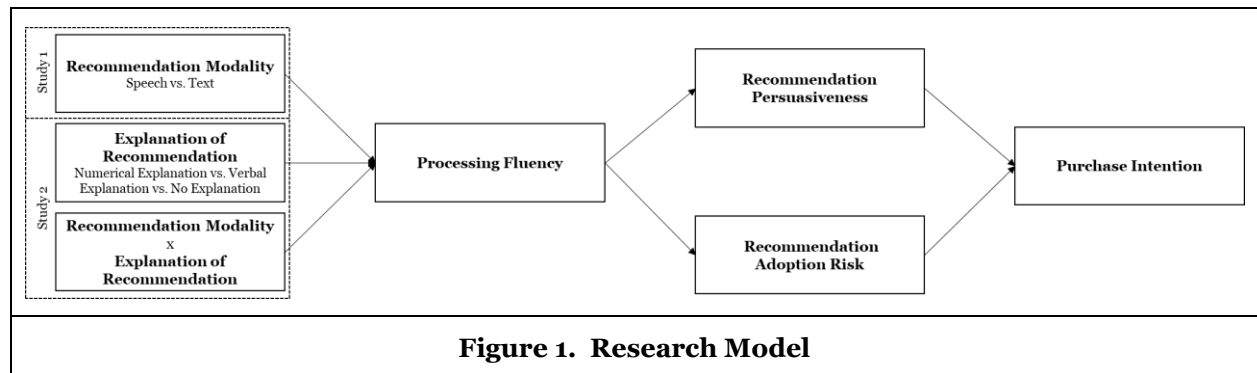 Study 1
Recommendation Modality
Speech vs. Text
Study 2
Explanation of
Recommendation
Numerical Explanation vs. Verbal
Explanation vs. No Explanation
Recommendation Modality
x
Explanation of
Recommendation
Processing Fluency
Recommendation
Persuasiveness
Recommendation
Adoption Risk
Purchase Intention
Figure 1. Research Model